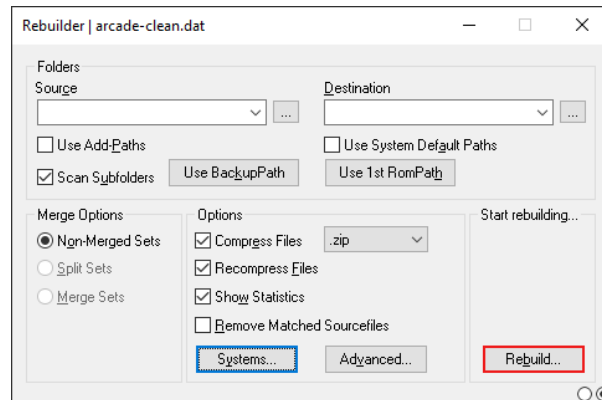 Rebuilder | arcade-clean.dat
Folders
Source
Destination
...
...
Use Add-Paths
Use System Default Paths
Scan Subfolders
Use BackupPath
Use 1st RomPath
Merge Options
Options
Start rebuilding...
Non-Merged Sets
Compress Files
.zip
Split Sets
Recompress Files
Merge Sets
Show Statistics
Remove Matched Sourcefiles
Systems...
Advanced...
Rebuild...